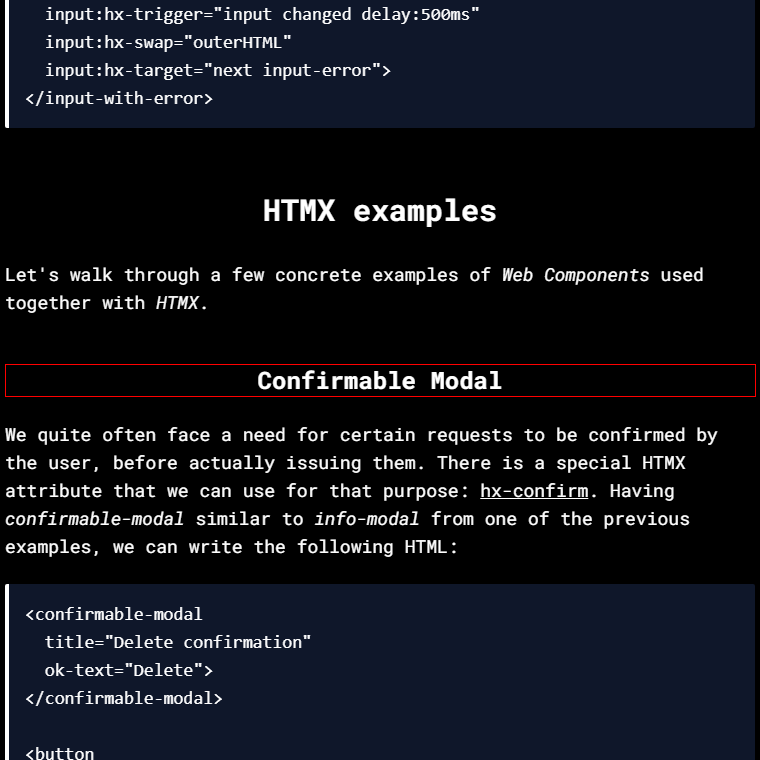 input:hx-trigger="input changed delay:500ms"
input:hx-swap="outerHTML"
input:hx-target="next input-error">
</input-with-error>
HTMX examples
Let's walk through a few concrete examples of Web Components used
together with HTMX.
Confirmable Modal
We quite often face a need for certain requests to be confirmed by
the user, before actually issuing them. There is a special HTMX
attribute that we can use for that purpose: hx-confirm. Having
confirmable-modal similar to info-modal from one of the previous
examples, we can write the following HTML:
<confirmable-modal
title="Delete confirmation"
ok-text="Delete">
</confirmable-modal>
<button